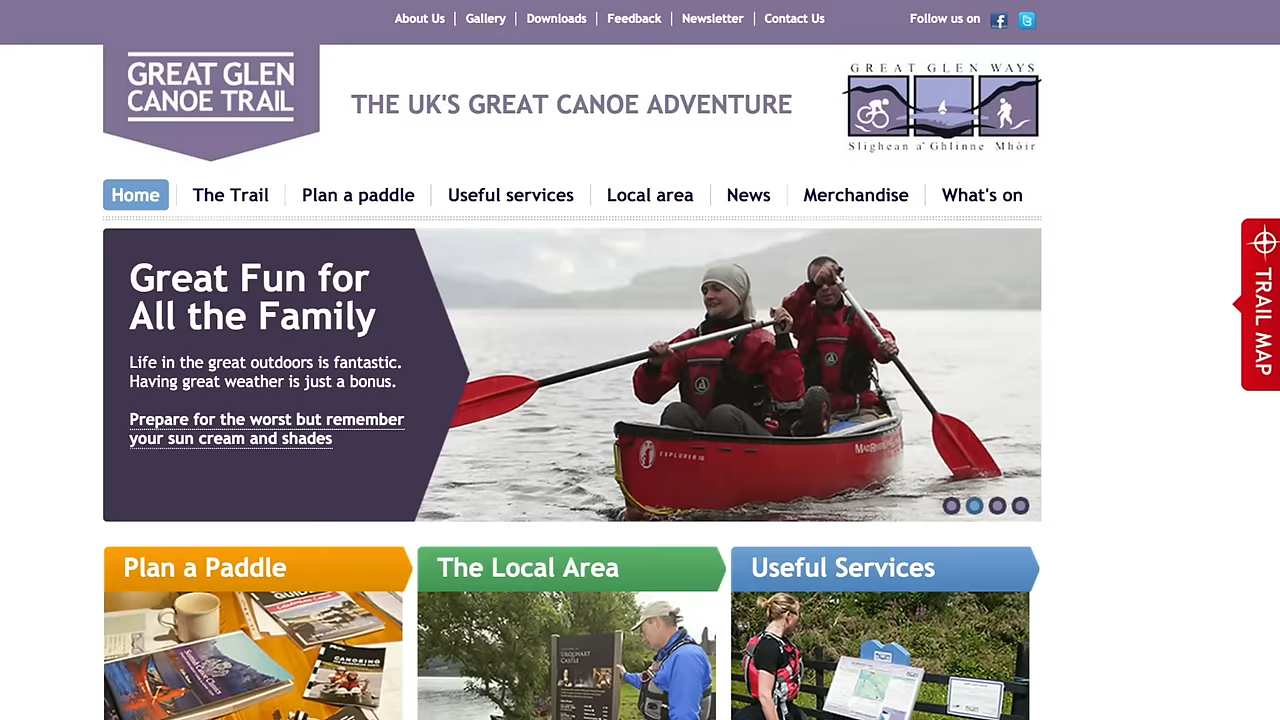 About Us
Gallery
Downloads
Feedback
Newsletter
Contact Us
Follow us on
GREAT GLEN
CANOE TRAIL
THE UK'S GREAT CANOE ADVENTURE
GREAT GLEN WAYS
Slighean a' Ghlinne Mhòir
Home
The Trail
Plan a paddle
Useful services
Local area
News
Merchandise
What's on
Great Fun for
All the Family
Life in the great outdoors is fantastic.
Having great weather is just a bonus.
Prepare for the worst but remember
your sun cream and shades
EXPLORER
TRAIL MAP
Plan a Paddle
The Local Area
Useful Services
CANOEING
URQUHART
CASTLE